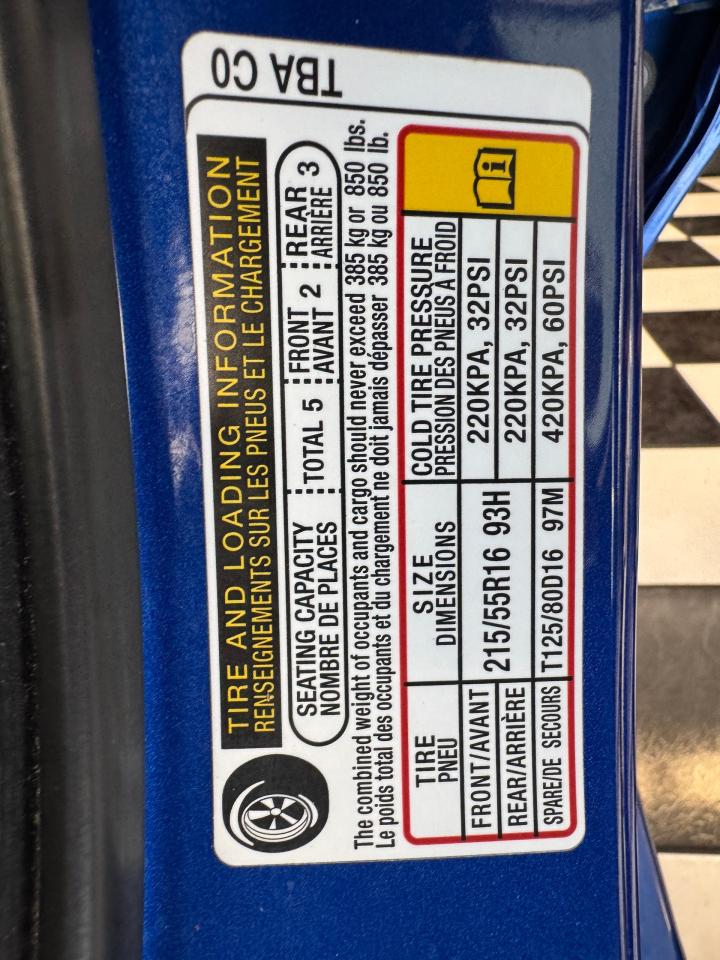 TBA C0
TIRE AND LOADING INFORMATION
RENSEIGNEMENTS SUR LES PNEUS ET LE CHARGEMENT
SEATING CAPACITY TOTAL 5 FRONT 2 REAR 3
NOMBRE DE PLACES AVANT ARRIÈRE
The combined weight of occupants and cargo should never exceed 385 kg or 850 lbs.
Le poids total des occupants et du chargement ne doit jamais dépasser 385 kg ou 850 lb.
TIRE SIZE COLD TIRE PRESSURE
PNEU DIMENSIONS PRESSION DES PNEUS À FROID
FRONT/AVANT 215/55R16 93H 220KPA, 32PSI
REAR/ARRIÈRE 220KPA, 32PSI
SPARE/DE SECOURS T125/80D16 97M 420KPA, 60PSI